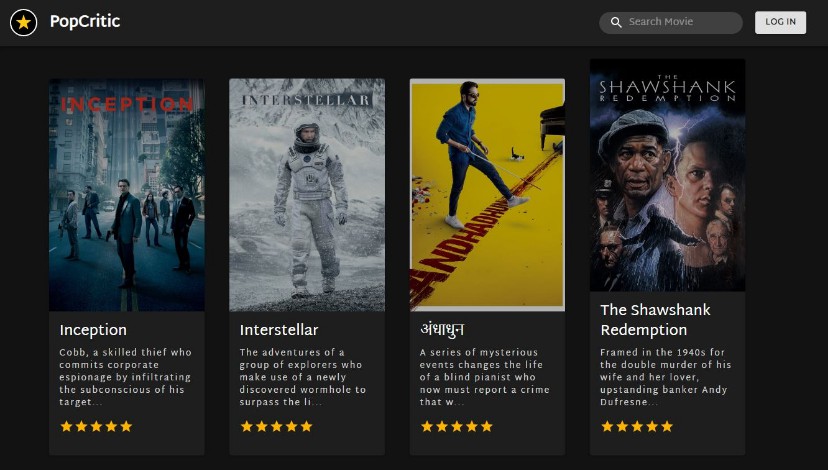 PopCritic
Search Movie
LOG IN
INCEPTION
Inception
Cobb, a skilled thief who
commits corporate
espionage by infiltrating
the subconscious of his
target...
INTERSTELLAR
Interstellar
The adventures of a
group of explorers who
make use of a newly
discovered wormhole to
surpass the li...
ANDHADHUN
अंधाधुन
A series of mysterious
events changes the life
of a blind pianist who
now must report a crime
that w...
THE
SHAWSHANK
REDEMPTION
The Shawshank
Redemption
Framed in the 1940s for
the double murder of his
wife and her lover,
upstanding banker Andy
Dufresne...